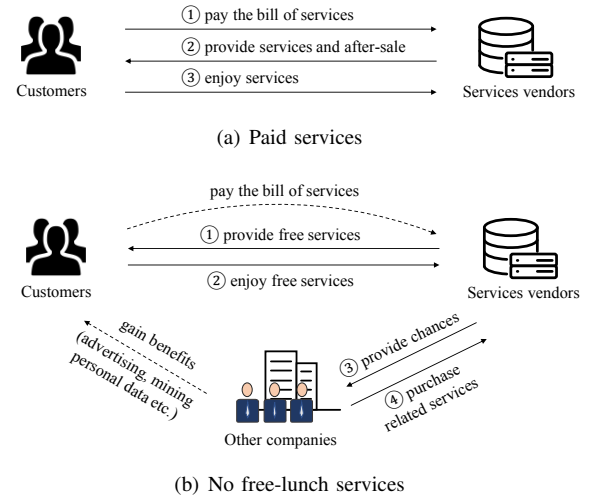 ① pay the bill of services
② provide services and after-sale
③ enjoy services
Customers
Services vendors
(a) Paid services
pay the bill of services
① provide free services
② enjoy free services
Customers
Services vendors
gain benefits
(advertising, mining
personal data etc.)
③ provide chances
④ purchase
related services
Other companies
(b) No free-lunch services